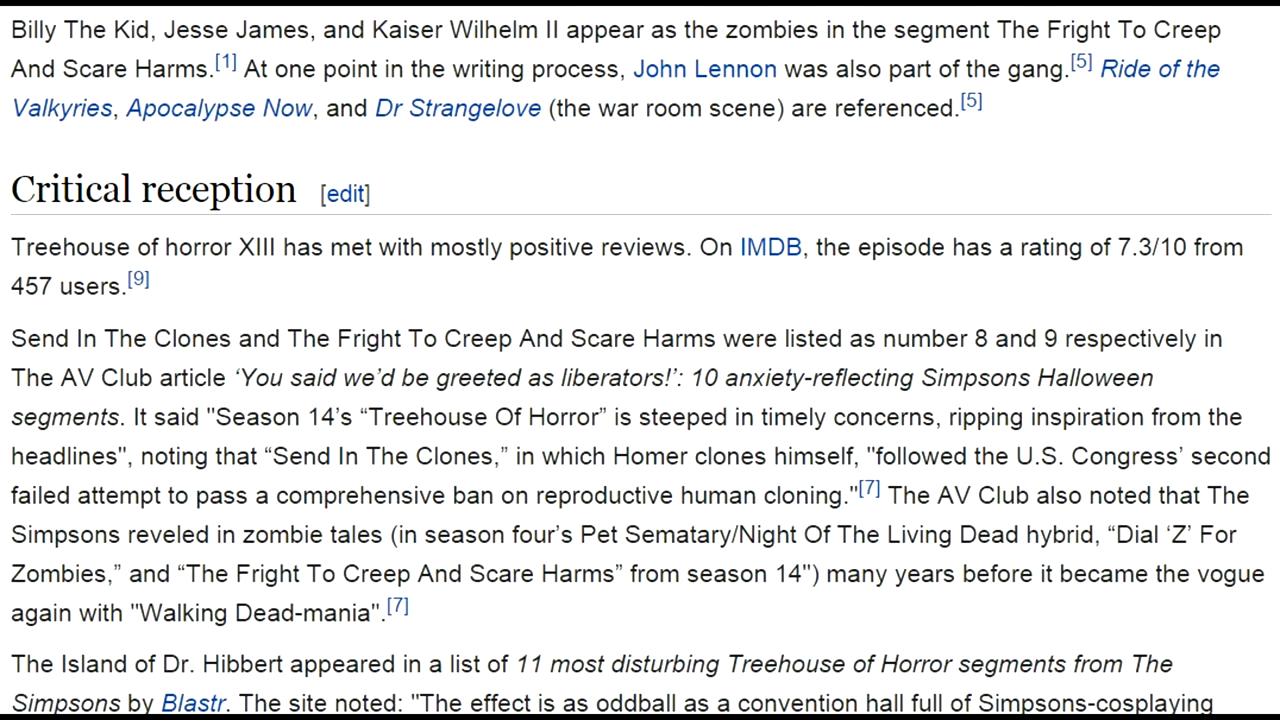 Billy The Kid, Jesse James, and Kaiser Wilhelm II appear as the zombies in the segment The Fright To Creep
And Scare Harms.[1] At one point in the writing process, John Lennon was also part of the gang.[5] Ride of the
Valkyries, Apocalypse Now, and Dr Strangelove (the war room scene) are referenced.[5]
Critical reception [edit]
Treehouse of horror XIII has met with mostly positive reviews. On IMDB, the episode has a rating of 7.3/10 from
457 users.[9]
Send In The Clones and The Fright To Creep And Scare Harms were listed as number 8 and 9 respectively in
The AV Club article ‘You said we’d be greeted as liberators!’: 10 anxiety-reflecting Simpsons Halloween
segments. It said "Season 14’s “Treehouse Of Horror” is steeped in timely concerns, ripping inspiration from the
headlines", noting that “Send In The Clones,” in which Homer clones himself, "followed the U.S. Congress’ second
failed attempt to pass a comprehensive ban on reproductive human cloning."[7] The AV Club also noted that The
Simpsons reveled in zombie tales (in season four’s Pet Sematary/Night Of The Living Dead hybrid, “Dial ‘Z’ For
Zombies,” and “The Fright To Creep And Scare Harms” from season 14") many years before it became the vogue
again with "Walking Dead-mania".[7]
The Island of Dr. Hibbert appeared in a list of 11 most disturbing Treehouse of Horror segments from The
Simpsons by Blastr. The site noted: "The effect is as oddball as a convention hall full of Simpsons-cosplaying